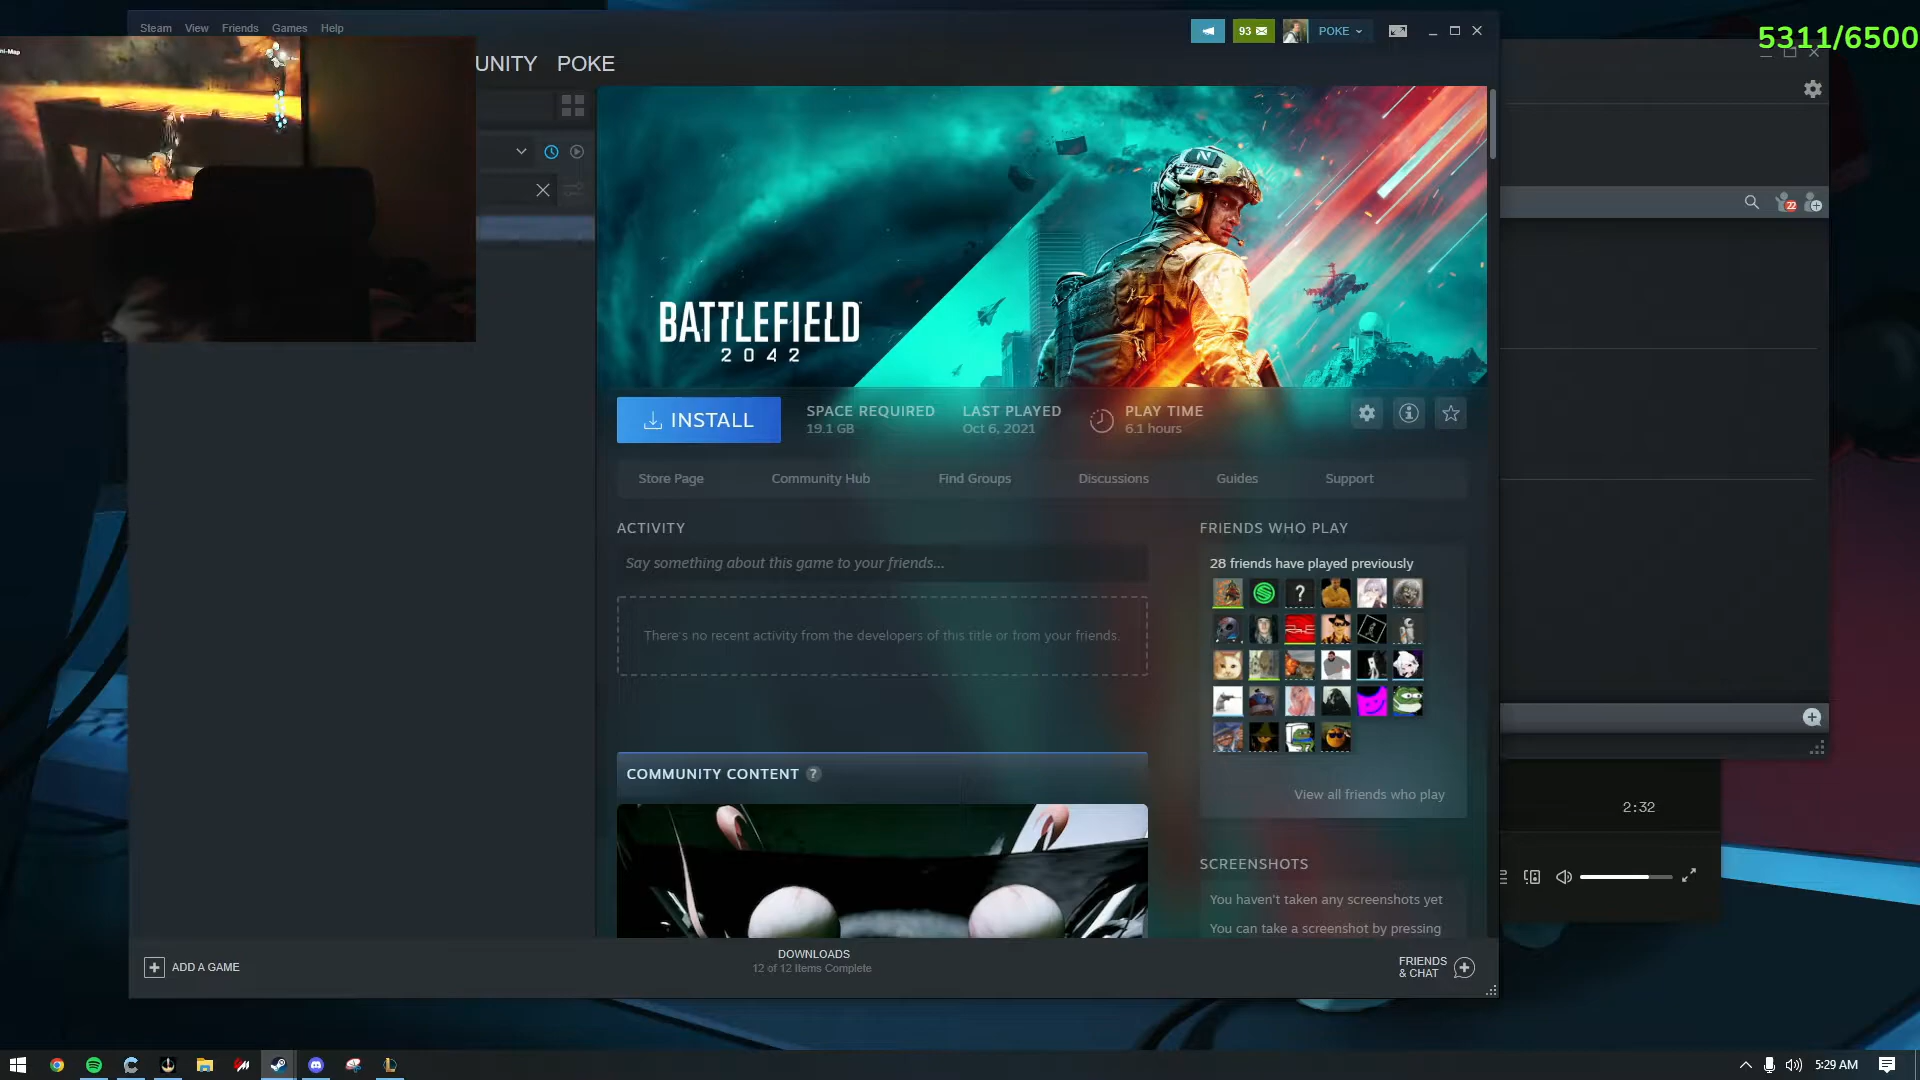 Steam View Friends Games Help
93
POKE
5311/6500
ni-Map
UNITY POKE
22
BATTLEFIELD
2042
INSTALL
SPACE REQUIRED
19.1 GB
LAST PLAYED
Oct 6, 2021
PLAY TIME
6.1 hours
Store Page Community Hub Find Groups Discussions Guides Support
ACTIVITY
Say something about this game to your friends...
There's no recent activity from the developers of this title or from your friends.
FRIENDS WHO PLAY
28 friends have played previously
?
View all friends who play
COMMUNITY CONTENT ?
SCREENSHOTS
You haven't taken any screenshots yet
You can take a screenshot by pressing
2:32
ADD A GAME
DOWNLOADS
12 of 12 Items Complete
FRIENDS
& CHAT
5:29 AM